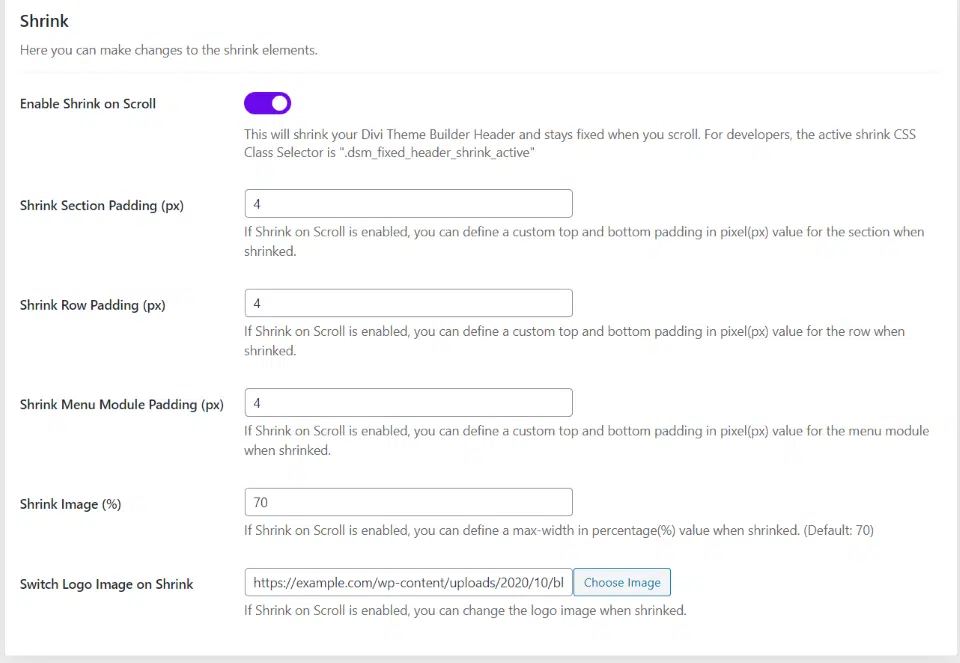 Shrink
Here you can make changes to the shrink elements.
Enable Shrink on Scroll
This will shrink your Divi Theme Builder Header and stays fixed when you scroll. For developers, the active shrink CSS
Class Selector is ".dsm_fixed_header_shrink_active"
Shrink Section Padding (px)
4
If Shrink on Scroll is enabled, you can define a custom top and bottom padding in pixel(px) value for the section when
shrinked.
Shrink Row Padding (px)
4
If Shrink on Scroll is enabled, you can define a custom top and bottom padding in pixel(px) value for the row when
shrinked.
Shrink Menu Module Padding (px)
4
If Shrink on Scroll is enabled, you can define a custom top and bottom padding in pixel(px) value for the menu module
when shrinked.
Shrink Image (%)
70
If Shrink on Scroll is enabled, you can define a max-width in percentage(%) value when shrinked. (Default: 70)
Switch Logo Image on Shrink
https://example.com/wp-content/uploads/2020/10/bl
Choose Image
If Shrink on Scroll is enabled, you can change the logo image when shrinked.